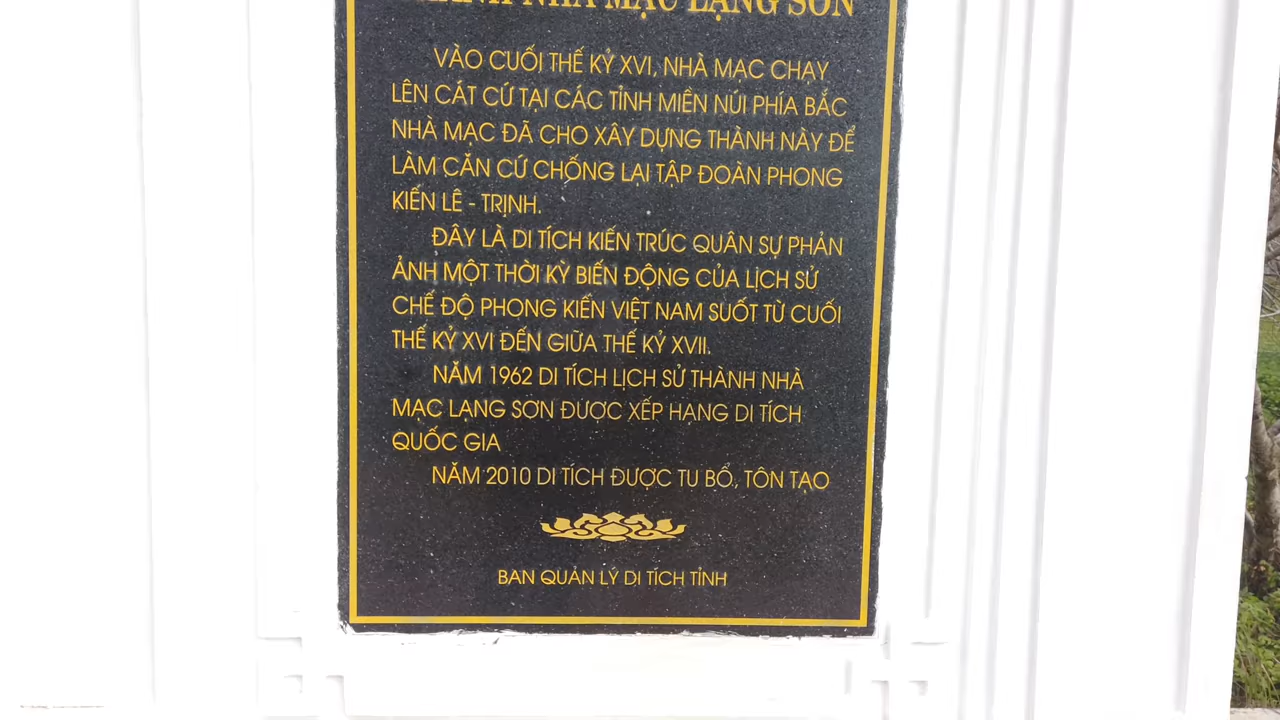 THÀNH NHÀ MẠC LẠNG SƠN
VÀO CUỐI THẾ KỶ XVI, NHÀ MẠC CHẠY
LÊN CÁT CỨ TẠI CÁC TỈNH MIỀN NÚI PHÍA BẮC
NHÀ MẠC ĐÃ CHO XÂY DỰNG THÀNH NÀY ĐỂ
LÀM CĂN CỨ CHỐNG LẠI TẬP ĐOÀN PHONG
KIẾN LÊ - TRỊNH.
ĐÂY LÀ DI TÍCH KIẾN TRÚC QUÂN SỰ PHẢN
ẢNH MỘT THỜI KỲ BIẾN ĐỘNG CỦA LỊCH SỬ
CHẾ ĐỘ PHONG KIẾN VIỆT NAM SUỐT TỪ CUỐI
THẾ KỶ XVI ĐẾN GIỮA THẾ KỶ XVII.
NĂM 1962 DI TÍCH LỊCH SỬ THÀNH NHÀ
MẠC LẠNG SƠN ĐƯỢC XẾP HẠNG DI TÍCH
QUỐC GIA
NĂM 2010 DI TÍCH ĐƯỢC TU BỔ, TÔN TẠO
BAN QUẢN LÝ DI TÍCH TỈNH